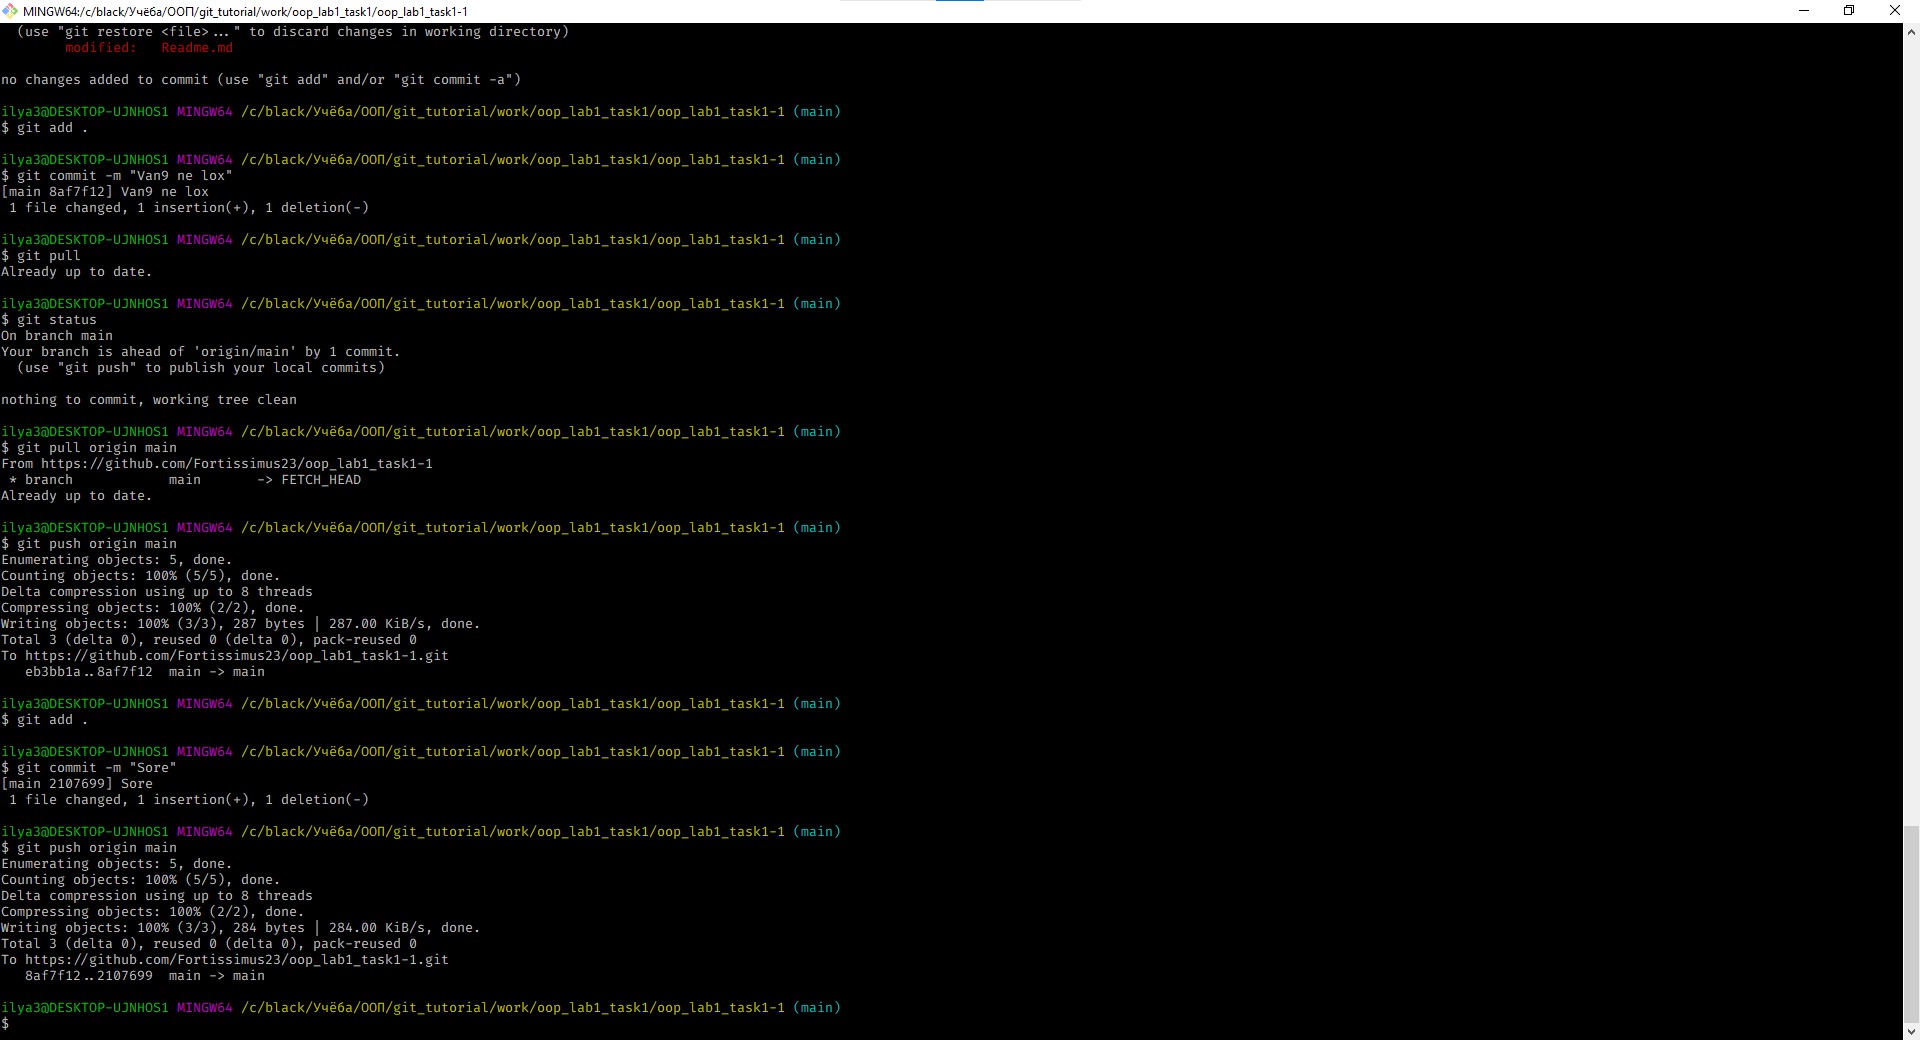 MINGW64:/c/black/Учёба/ООП/git_tutorial/work/oop_lab1_task1/oop_lab1_task1-1
(use "git restore <file>..." to discard changes in working directory)
modified:   Readme.md
no changes added to commit (use "git add" and/or "git commit -a")
ilya3@DESKTOP-UJNHOS1 MINGW64 /c/black/Учёба/ООП/git_tutorial/work/oop_lab1_task1/oop_lab1_task1-1 (main)
$ git add .
ilya3@DESKTOP-UJNHOS1 MINGW64 /c/black/Учёба/ООП/git_tutorial/work/oop_lab1_task1/oop_lab1_task1-1 (main)
$ git commit -m "Van9 ne lox"
[main 8af7f12] Van9 ne lox
1 file changed, 1 insertion(+), 1 deletion(-)
ilya3@DESKTOP-UJNHOS1 MINGW64 /c/black/Учёба/ООП/git_tutorial/work/oop_lab1_task1/oop_lab1_task1-1 (main)
$ git pull
Already up to date.
ilya3@DESKTOP-UJNHOS1 MINGW64 /c/black/Учёба/ООП/git_tutorial/work/oop_lab1_task1/oop_lab1_task1-1 (main)
$ git status
On branch main
Your branch is ahead of 'origin/main' by 1 commit.
(use "git push" to publish your local commits)
nothing to commit, working tree clean
ilya3@DESKTOP-UJNHOS1 MINGW64 /c/black/Учёба/ООП/git_tutorial/work/oop_lab1_task1/oop_lab1_task1-1 (main)
$ git pull origin main
From https://github.com/Fortissimus23/oop_lab1_task1-1
* branch            main       -> FETCH_HEAD
Already up to date.
ilya3@DESKTOP-UJNHOS1 MINGW64 /c/black/Учёба/ООП/git_tutorial/work/oop_lab1_task1/oop_lab1_task1-1 (main)
$ git push origin main
Enumerating objects: 5, done.
Counting objects: 100% (5/5), done.
Delta compression using up to 8 threads
Compressing objects: 100% (2/2), done.
Writing objects: 100% (3/3), 287 bytes | 287.00 KiB/s, done.
Total 3 (delta 0), reused 0 (delta 0), pack-reused 0
To https://github.com/Fortissimus23/oop_lab1_task1-1.git
eb3bb1a..8af7f12  main -> main
ilya3@DESKTOP-UJNHOS1 MINGW64 /c/black/Учёба/ООП/git_tutorial/work/oop_lab1_task1/oop_lab1_task1-1 (main)
$ git add .
ilya3@DESKTOP-UJNHOS1 MINGW64 /c/black/Учёба/ООП/git_tutorial/work/oop_lab1_task1/oop_lab1_task1-1 (main)
$ git commit -m "Sore"
[main 2107699] Sore
1 file changed, 1 insertion(+), 1 deletion(-)
ilya3@DESKTOP-UJNHOS1 MINGW64 /c/black/Учёба/ООП/git_tutorial/work/oop_lab1_task1/oop_lab1_task1-1 (main)
$ git push origin main
Enumerating objects: 5, done.
Counting objects: 100% (5/5), done.
Delta compression using up to 8 threads
Compressing objects: 100% (2/2), done.
Writing objects: 100% (3/3), 284 bytes | 284.00 KiB/s, done.
Total 3 (delta 0), reused 0 (delta 0), pack-reused 0
To https://github.com/Fortissimus23/oop_lab1_task1-1.git
8af7f12..2107699  main -> main
ilya3@DESKTOP-UJNHOS1 MINGW64 /c/black/Учёба/ООП/git_tutorial/work/oop_lab1_task1/oop_lab1_task1-1 (main)
$